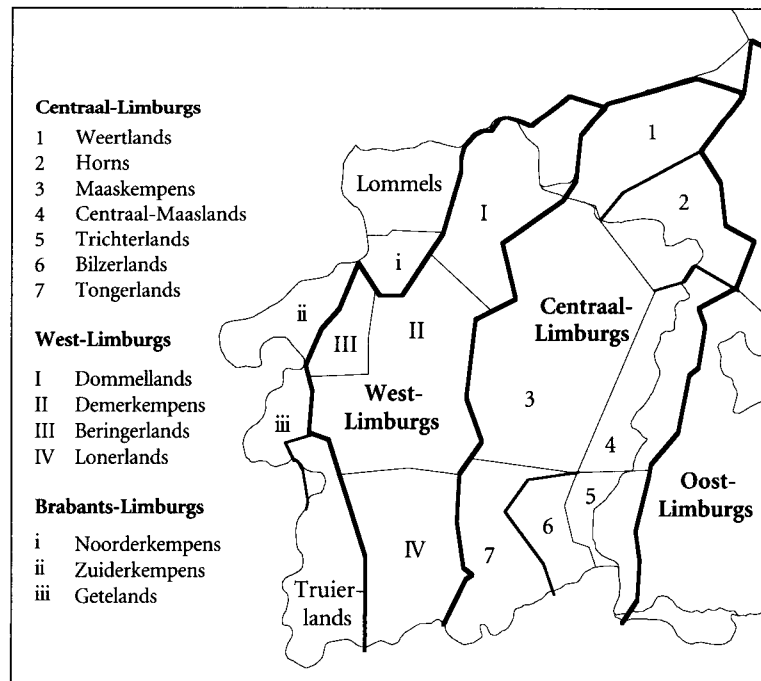 Centraal-Limburgs
1 Weertlands
2 Horns
3 Maaskempens
4 Centraal-Maaslands
5 Trichterlands
6 Bilzerlands
7 Tongerlands
West-Limburgs
I Dommellands
II Demerkempens
III Beringerlands
IV Lonerlands
Brabants-Limburgs
i Noorderkempens
ii Zuiderkempens
iii Getelands
1
Lommels
2
I
i
ii
Centraal-
Limburgs
II
III
West-
Limburgs
3
iii
4
Oost-
Limburgs
5
6
IV
7
Truier-
lands